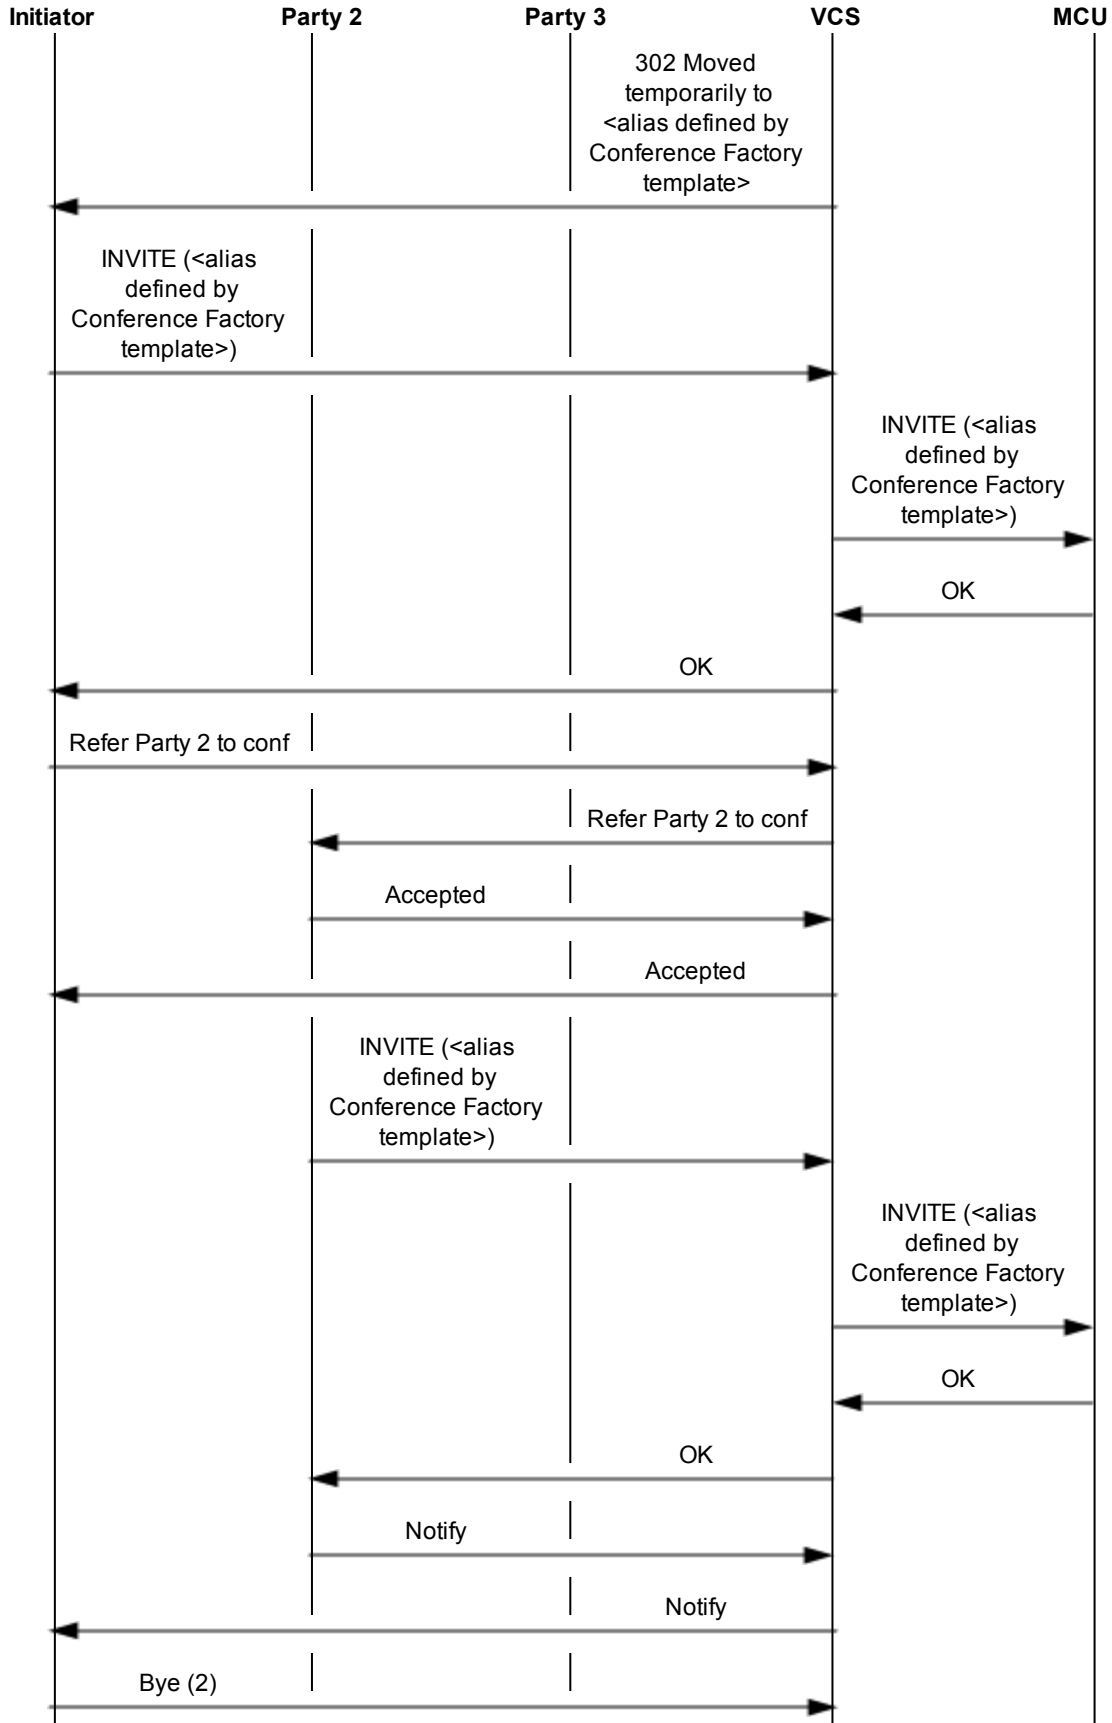 Initiator Party 2 Party 3 VCS MCU
302 Moved
temporarily to
<alias defined by
Conference Factory
template>
INVITE (<alias
defined by
Conference Factory
template>)
INVITE (<alias
defined by
Conference Factory
template>)
OK
OK
Refer Party 2 to conf
Refer Party 2 to conf
Accepted
Accepted
INVITE (<alias
defined by
Conference Factory
template>)
INVITE (<alias
defined by
Conference Factory
template>)
OK
OK
Notify
Notify
Bye (2)